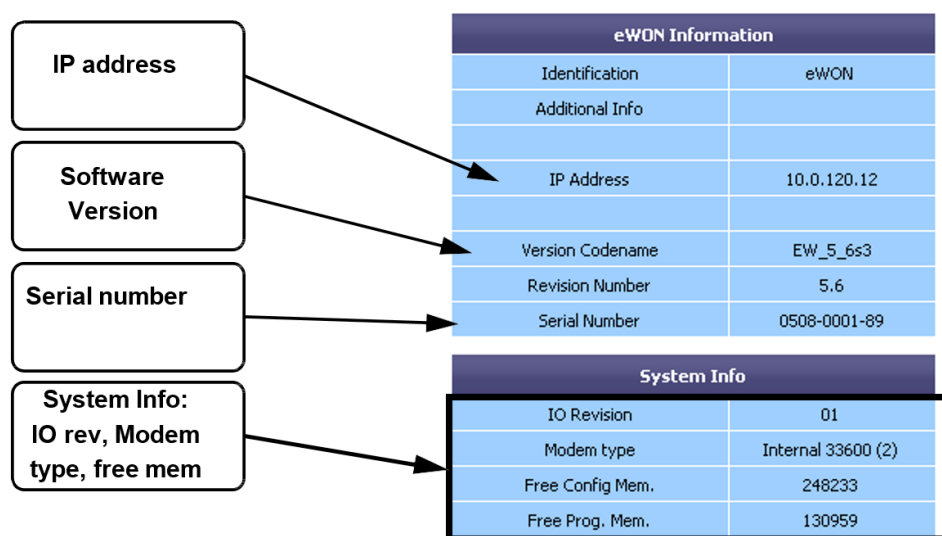 IP address
Software
Version
Serial number
System Info:
IO rev, Modem
type, free mem
eWON Information
Identification eWON
Additional Info
IP Address 10.0.120.12
Version Codename EW_5_6s3
Revision Number 5.6
Serial Number 0508-0001-89
System Info
IO Revision 01
Modem type Internal 33600 (2)
Free Config Mem. 248233
Free Prog. Mem. 130959